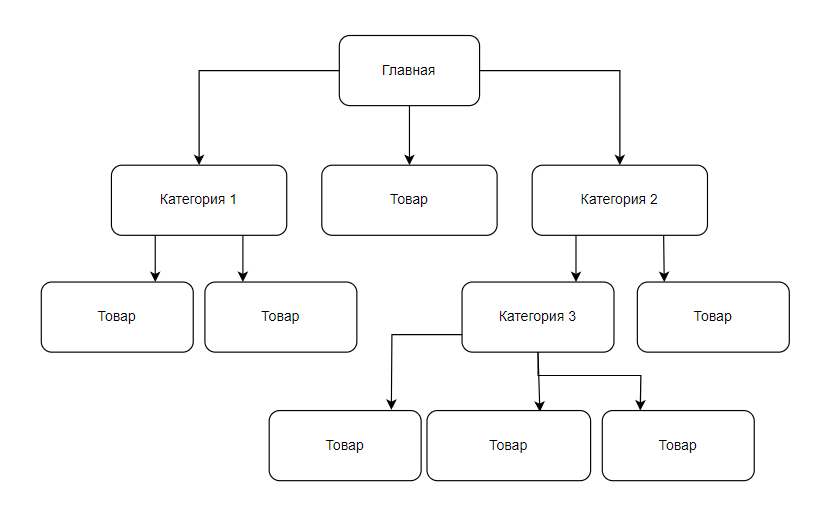 Главная
Категория 1
Товар
Категория 2
Товар
Товар
Категория 3
Товар
Товар
Товар
Товар